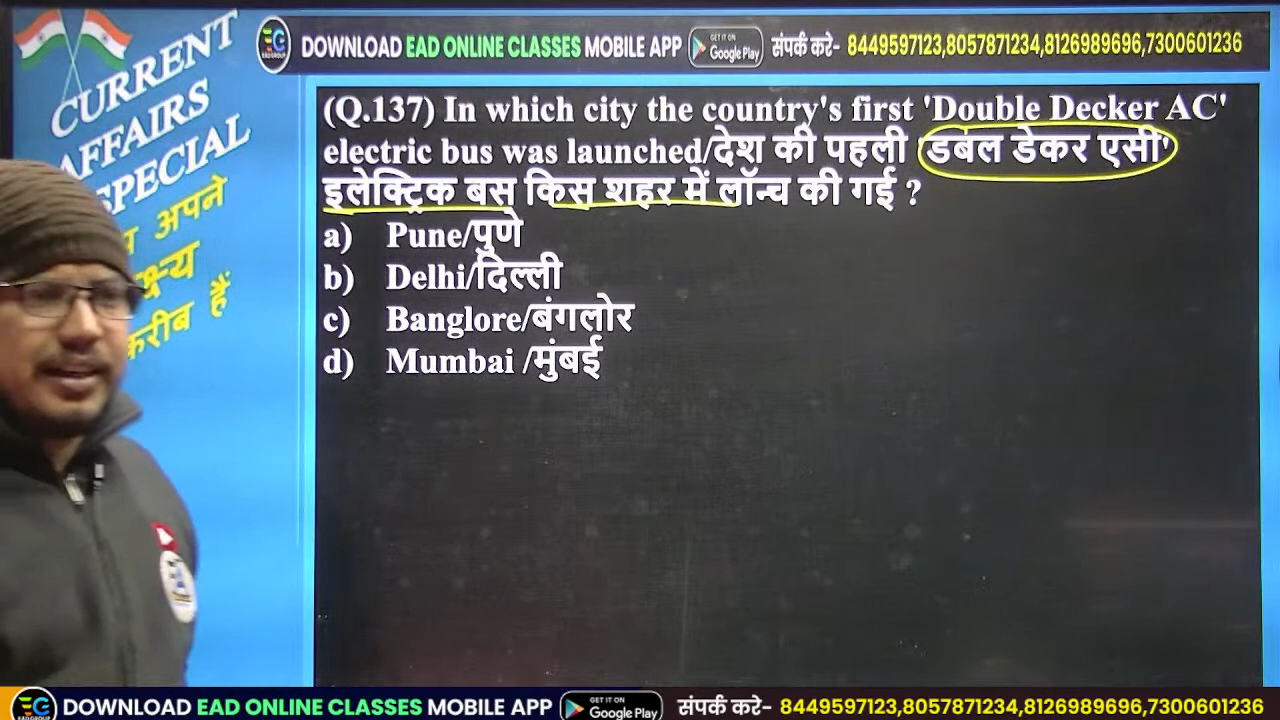 DOWNLOAD EAD ONLINE CLASSES MOBILE APP GET IT ON Google Play संपर्क करे- 8449597123,8057871234,8126989696,7300601236
CURRENT
AFFAIRS
SPECIAL
अपने
करीब हैं
(Q.137) In which city the country's first 'Double Decker AC'
electric bus was launched/देश की पहली 'डबल डेकर एसी'
इलेक्ट्रिक बस किस शहर में लॉन्च की गई ?
a) Pune/पुणे
b) Delhi/दिल्ली
c) Banglore/बंगलोर
d) Mumbai /मुंबई
DOWNLOAD EAD ONLINE CLASSES MOBILE APP GET IT ON Google Play संपर्क करे- 8449597123,8057871234,8126989696,7300601236